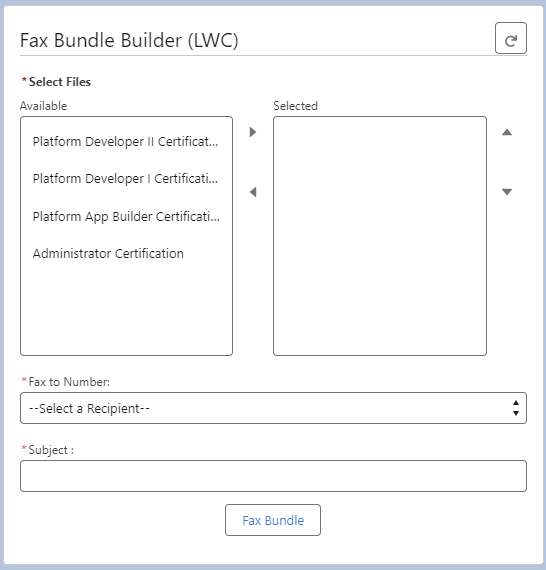 Fax Bundle Builder (LWC)
*Select Files
Available
Selected
Platform Developer II Certificat...
Platform Developer I Certificati...
Platform App Builder Certificati...
Administrator Certification
*Fax to Number:
--Select a Recipient--
*Subject :
Fax Bundle